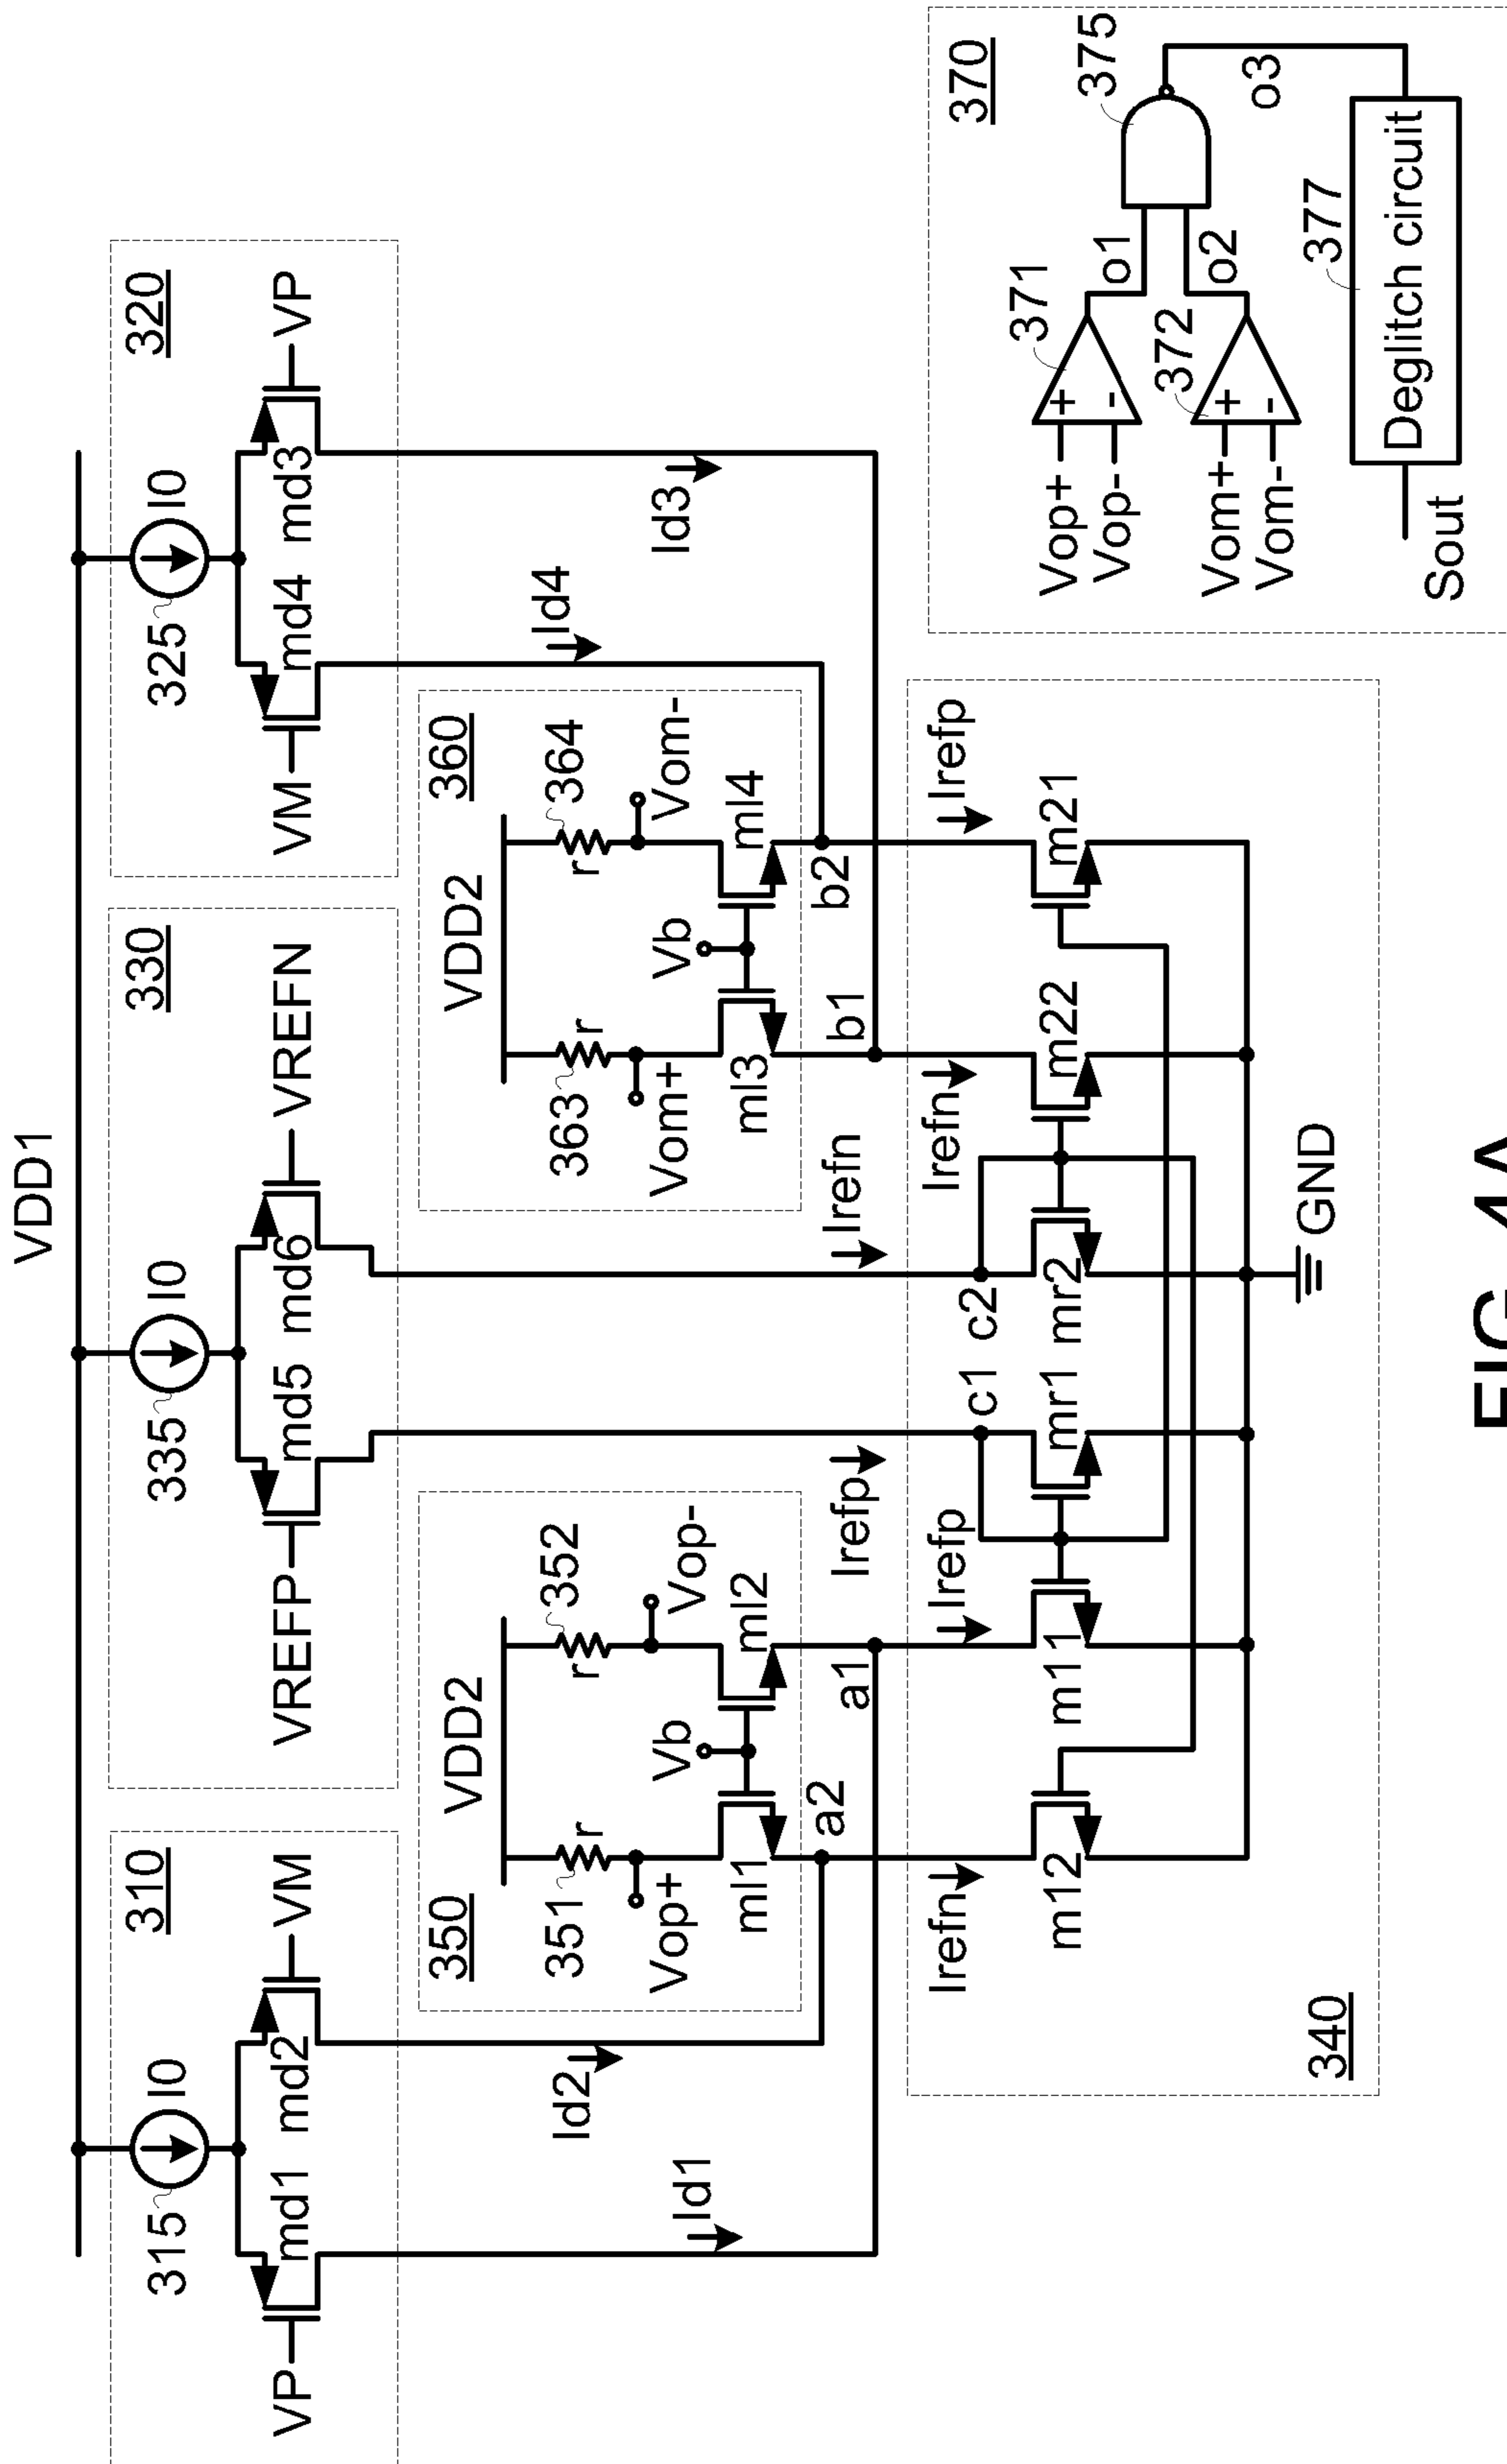 VDD1
310
315
I0
VP
md1
md2
VM
330
335
I0
VREFP
md5
md6
VREFN
320
325
I0
VM
md4
md3
VP
Id1
Id2
350
VDD2
351
r
r
352
Vop+
Vb
Vop-
ml1
ml2
a2
a1
Irefp
Irefn
360
VDD2
363
r
r
364
Vom+
Vb
Vom-
ml3
ml4
b1
b2
Id4
Id3
340
Irefn
Irefp
c1
c2
Irefn
Irefp
m12
m11
mr1
mr2
m22
m21
GND
370
Vop+
Vop-
+
-
371
o1
Vom+
Vom-
+
-
372
o2
375
o3
377
Deglitch circuit
Sout
FIG. 4A